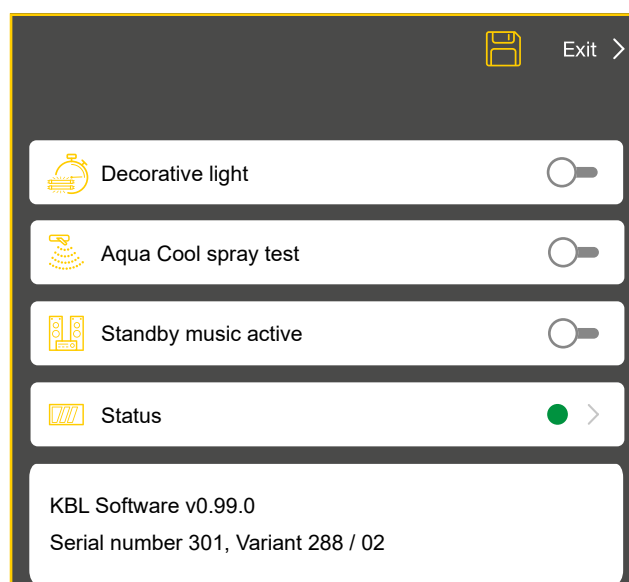 Exit
Decorative light
Aqua Cool spray test
Standby music active
Status
KBL Software v0.99.0
Serial number 301, Variant 288 / 02